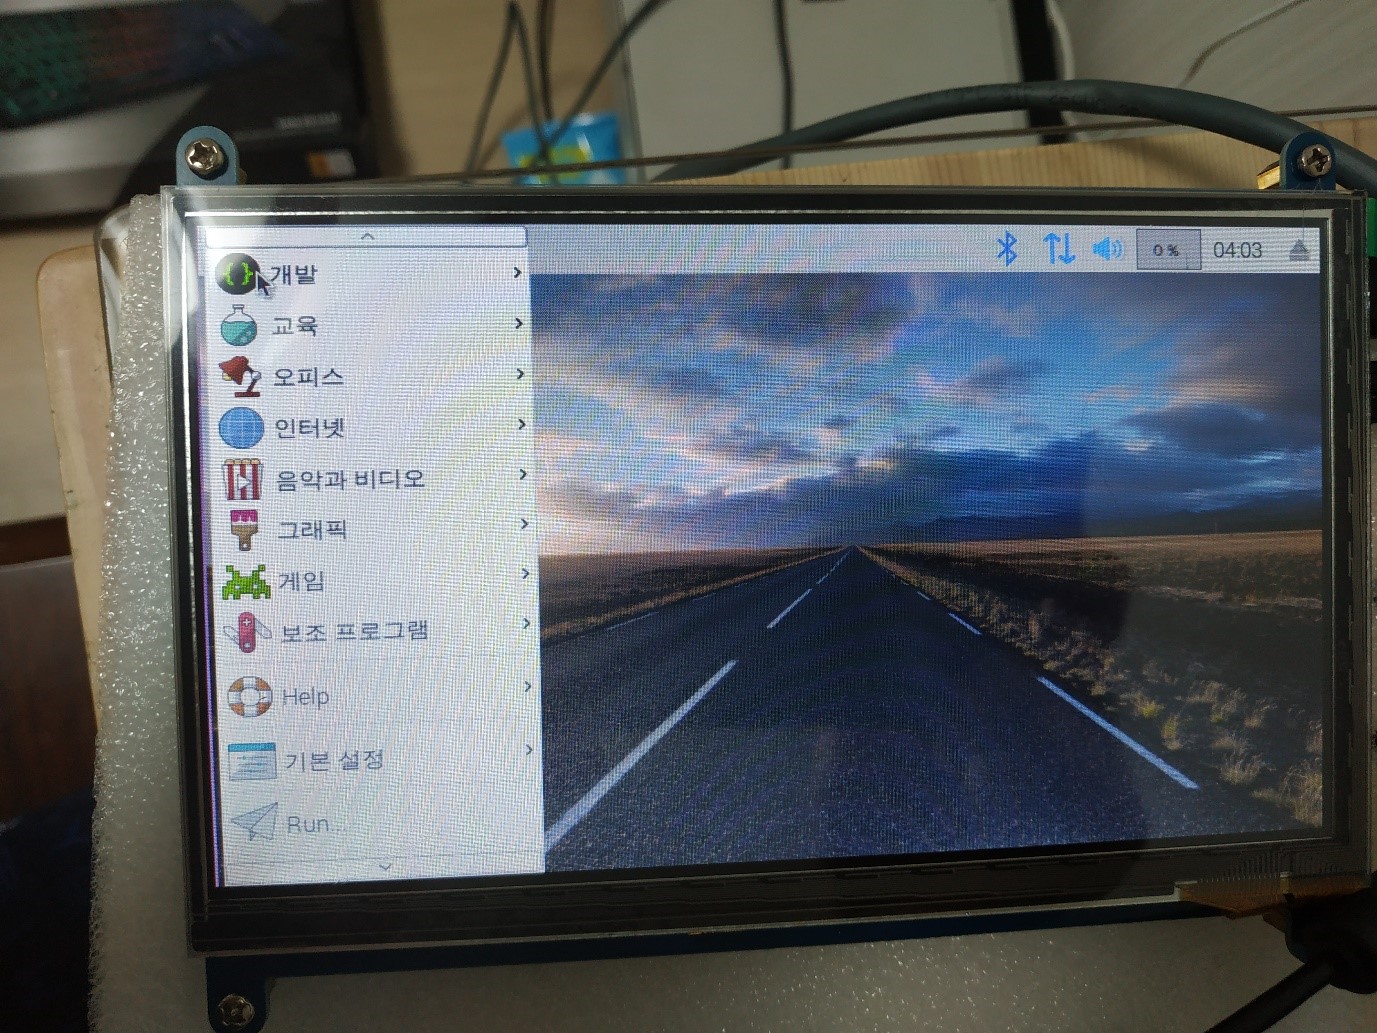 0 %
04:03
개발
교육
오피스
인터넷
음악과 비디오
그래픽
게임
보조 프로그램
Help
기본 설정
Run...